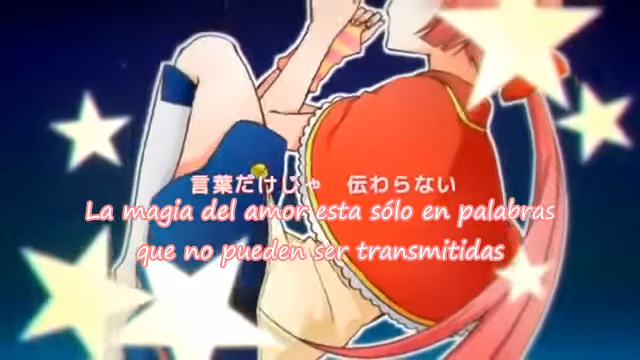 言葉だけじゃ 伝わらない
La magia del amor esta sólo en palabras
que no pueden ser transmitidas